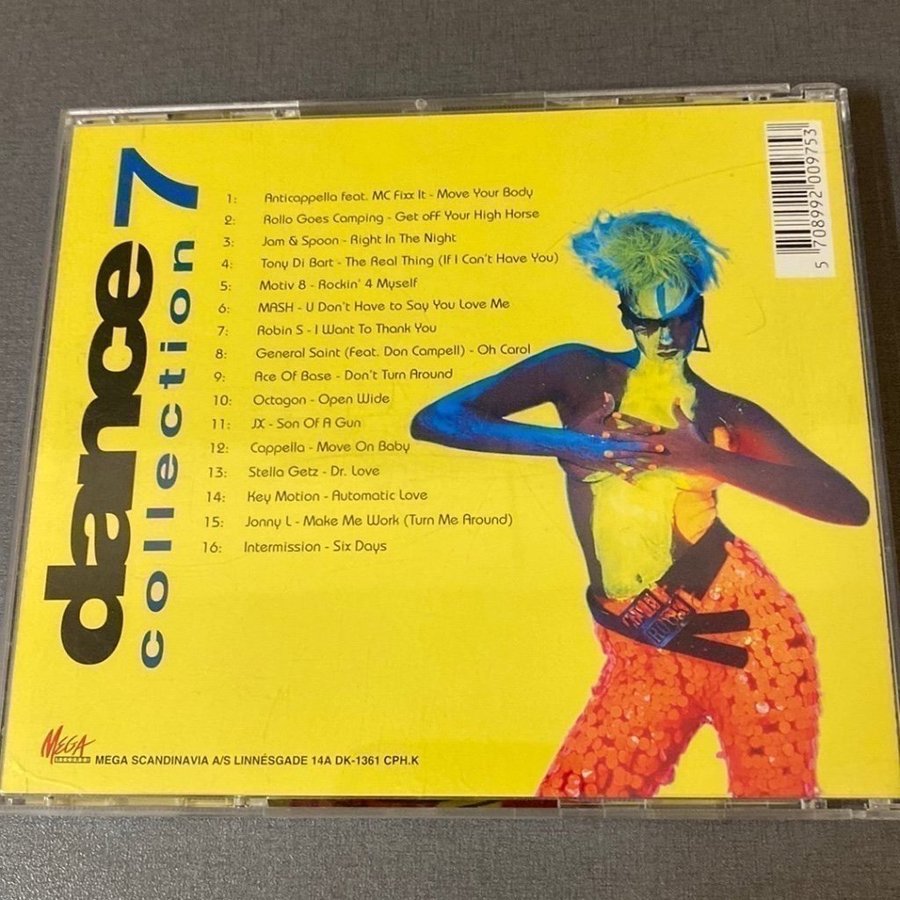 dance
collection 7
1: Anticappella feat. MC Fixx It - Move Your Body
2: Rollo Goes Camping - Get off Your High Horse
3: Jam & Spoon - Right In The Night
4: Tony Di Bart - The Real Thing (If I Can't Have You)
5: Motiv 8 - Rockin' 4 Myself
6: MASH - U Don't Have to Say You Love Me
7: Robin S - I Want To Thank You
8: General Saint (feat. Don Campell) - Oh Carol
9: Ace Of Base - Don't Turn Around
10: Octagon - Open Wide
11: JX - Son Of A Gun
12: Cappella - Move On Baby
13: Stella Getz - Dr. Love
14: Key Motion - Automatic Love
15: Jonny L - Make Me Work (Turn Me Around)
16: Intermission - Six Days
5 708992 009753
MEGA
RECORDS
MEGA SCANDINAVIA A/S LINNÉSGADE 14A DK-1361 CPH.K